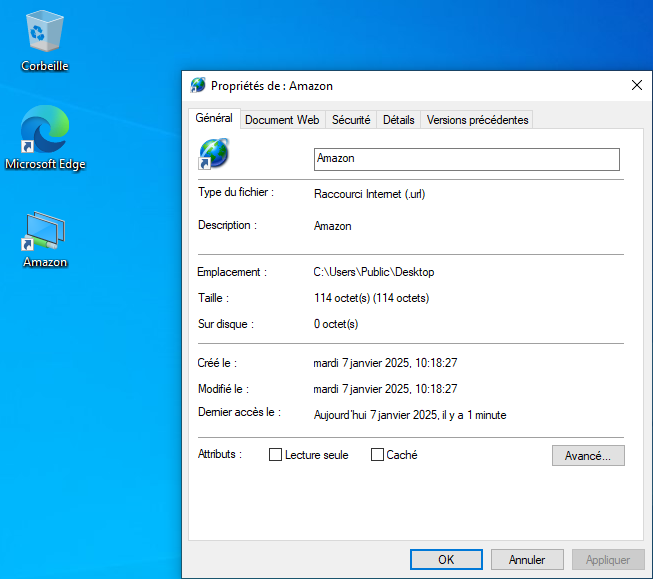 Corbeille
Microsoft Edge
Amazon
Propriétés de : Amazon
Général Document Web Sécurité Détails Versions précédentes
Amazon
Type du fichier : Raccourci Internet (.url)
Description : Amazon
Emplacement : C:\Users\Public\Desktop
Taille : 114 octet(s) (114 octets)
Sur disque : 0 octet(s)
Créé le : mardi 7 janvier 2025, 10:18:27
Modifié le : mardi 7 janvier 2025, 10:18:27
Dernier accès le : Aujourd'hui 7 janvier 2025, il y a 1 minute
Attributs : Lecture seule Caché Avancé...
OK Annuler Appliquer